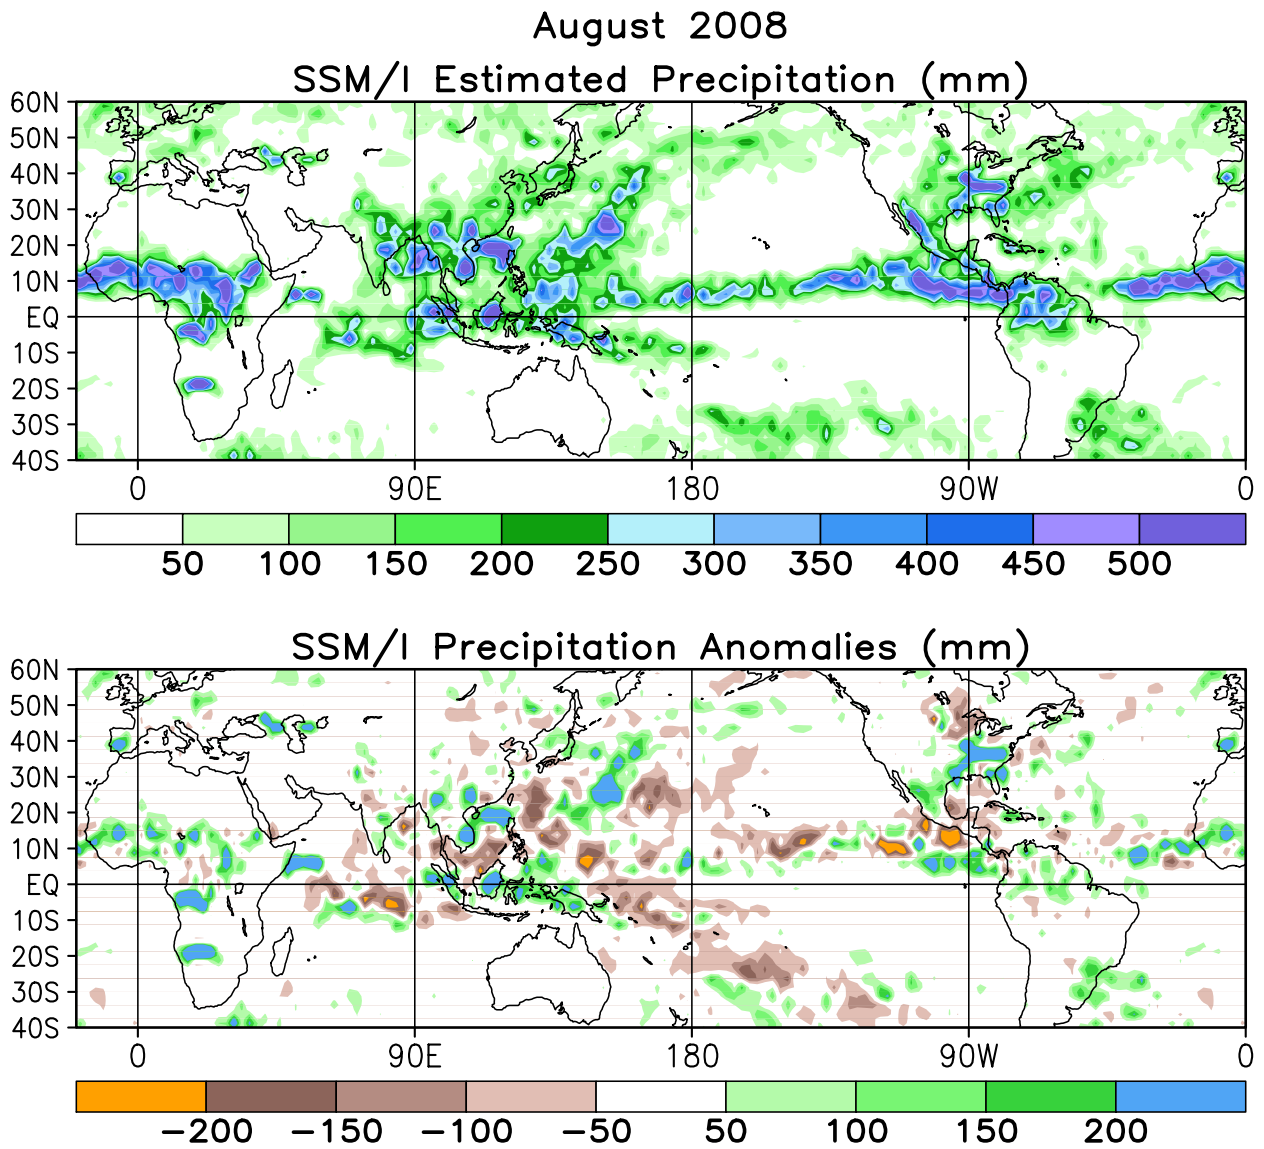 August 2008
SSM/I Estimated Precipitation (mm)
60N
50N
40N
30N
20N
10N
EQ
10S
20S
30S
40S
0 90E 180 90W 0
50 100 150 200 250 300 350 400 450 500
SSM/I Precipitation Anomalies (mm)
60N
50N
40N
30N
20N
10N
EQ
10S
20S
30S
40S
0 90E 180 90W 0
−200 −150 −100 −50 50 100 150 200